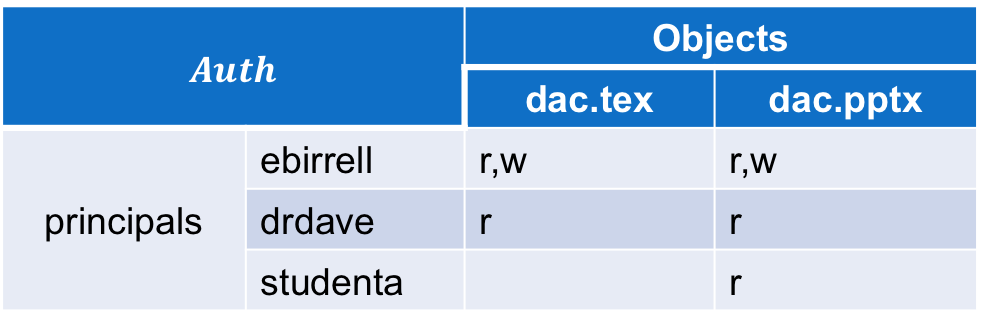 Auth
Objects
dac.tex dac.pptx
ebirrell r,w r,w
principals drdave r r
studenta r